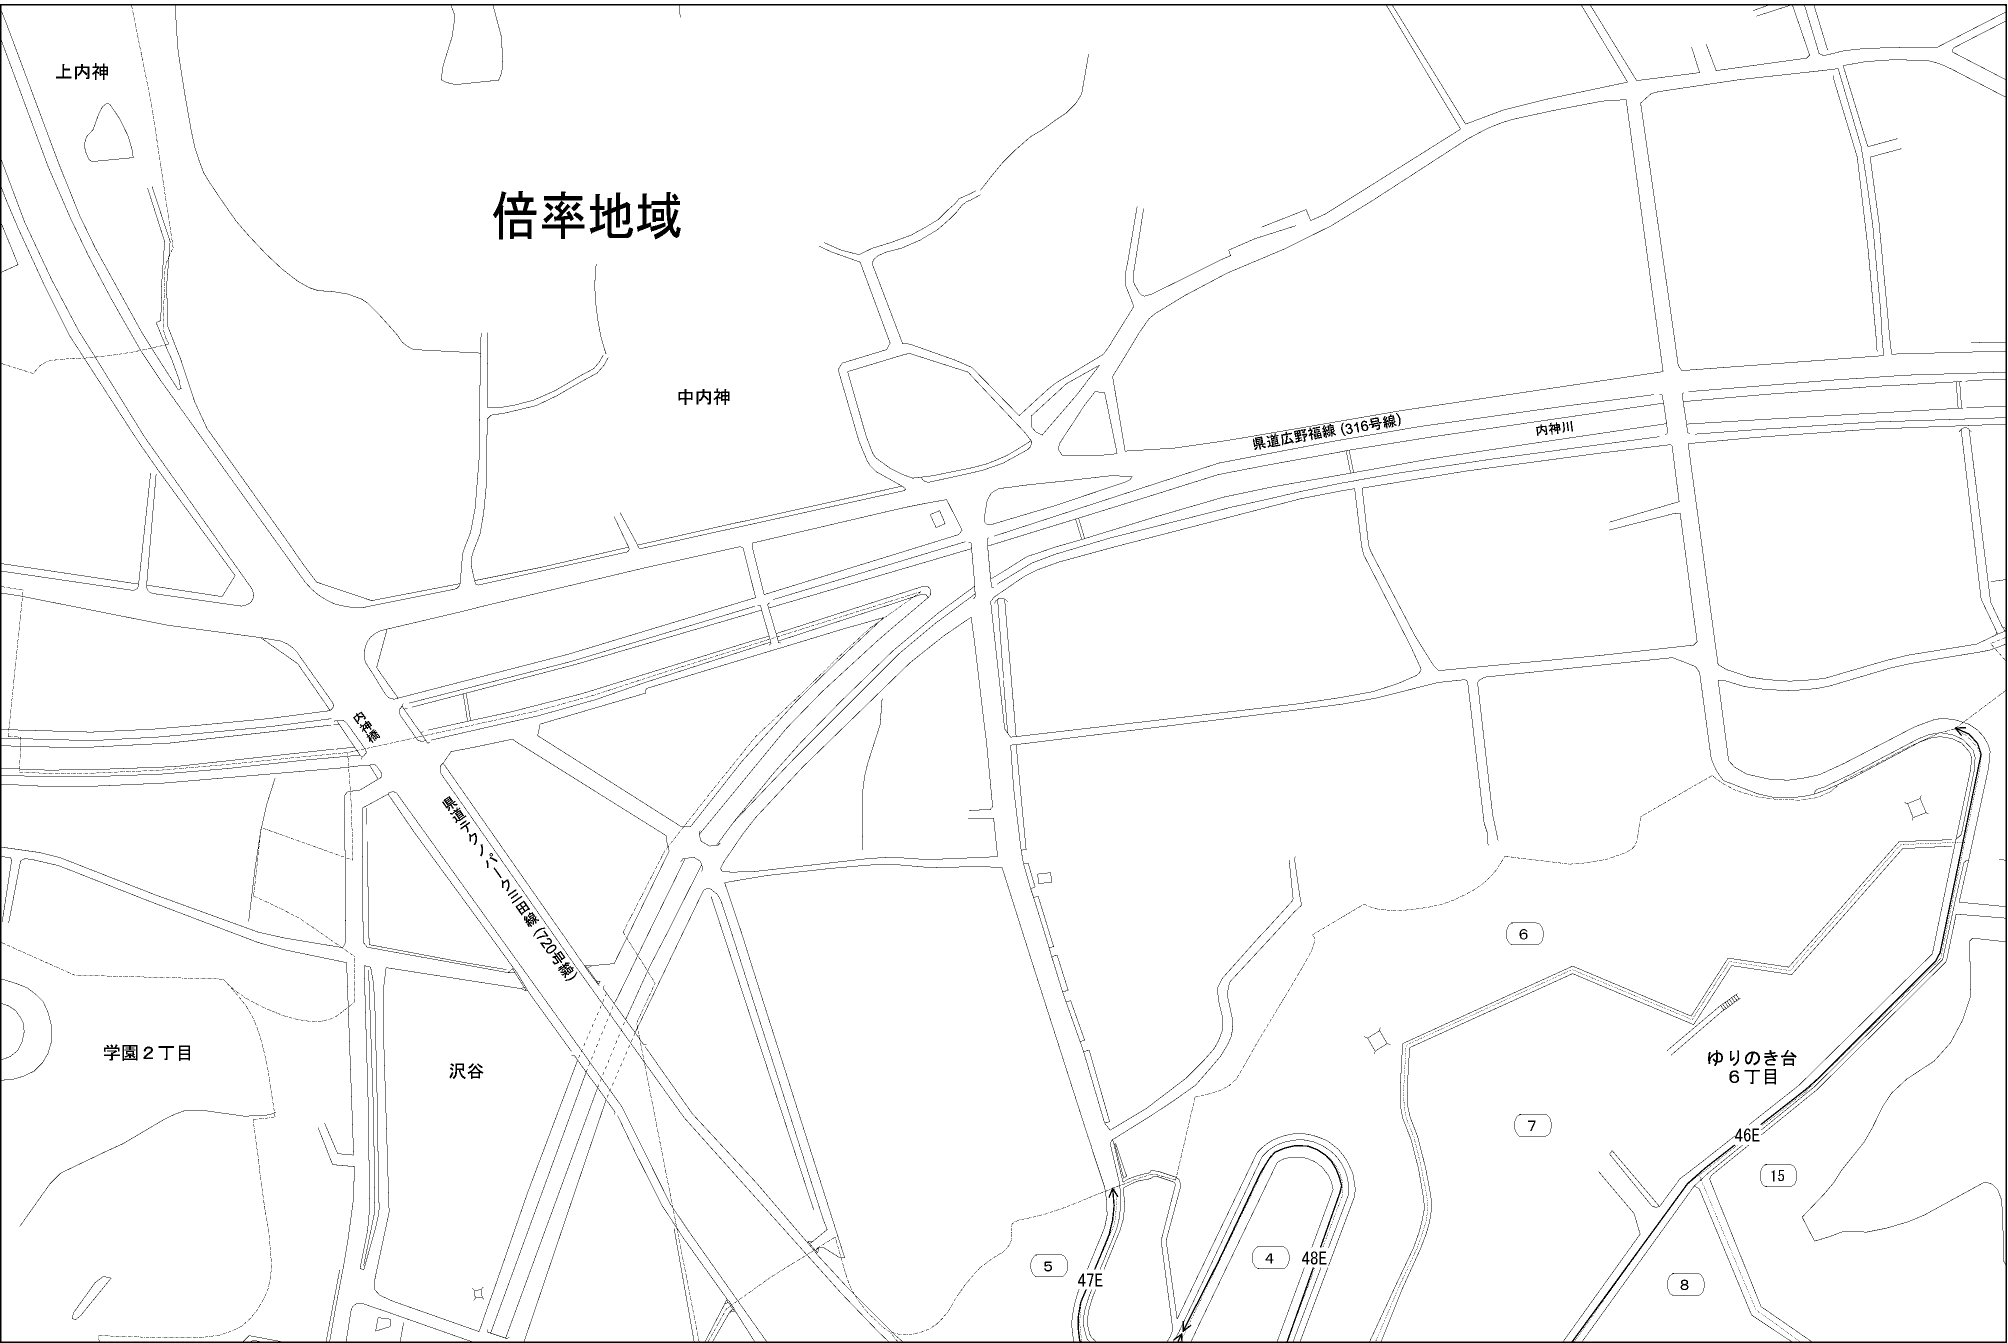 上内神
倍率地域
中内神
県道広野福線 (316号線)
内神川
内神橋
県道テクノパーク三田線 (720号線)
6
学園２丁目
沢谷
ゆりのき台
６丁目
7
46E
15
5
47E
4
48E
8